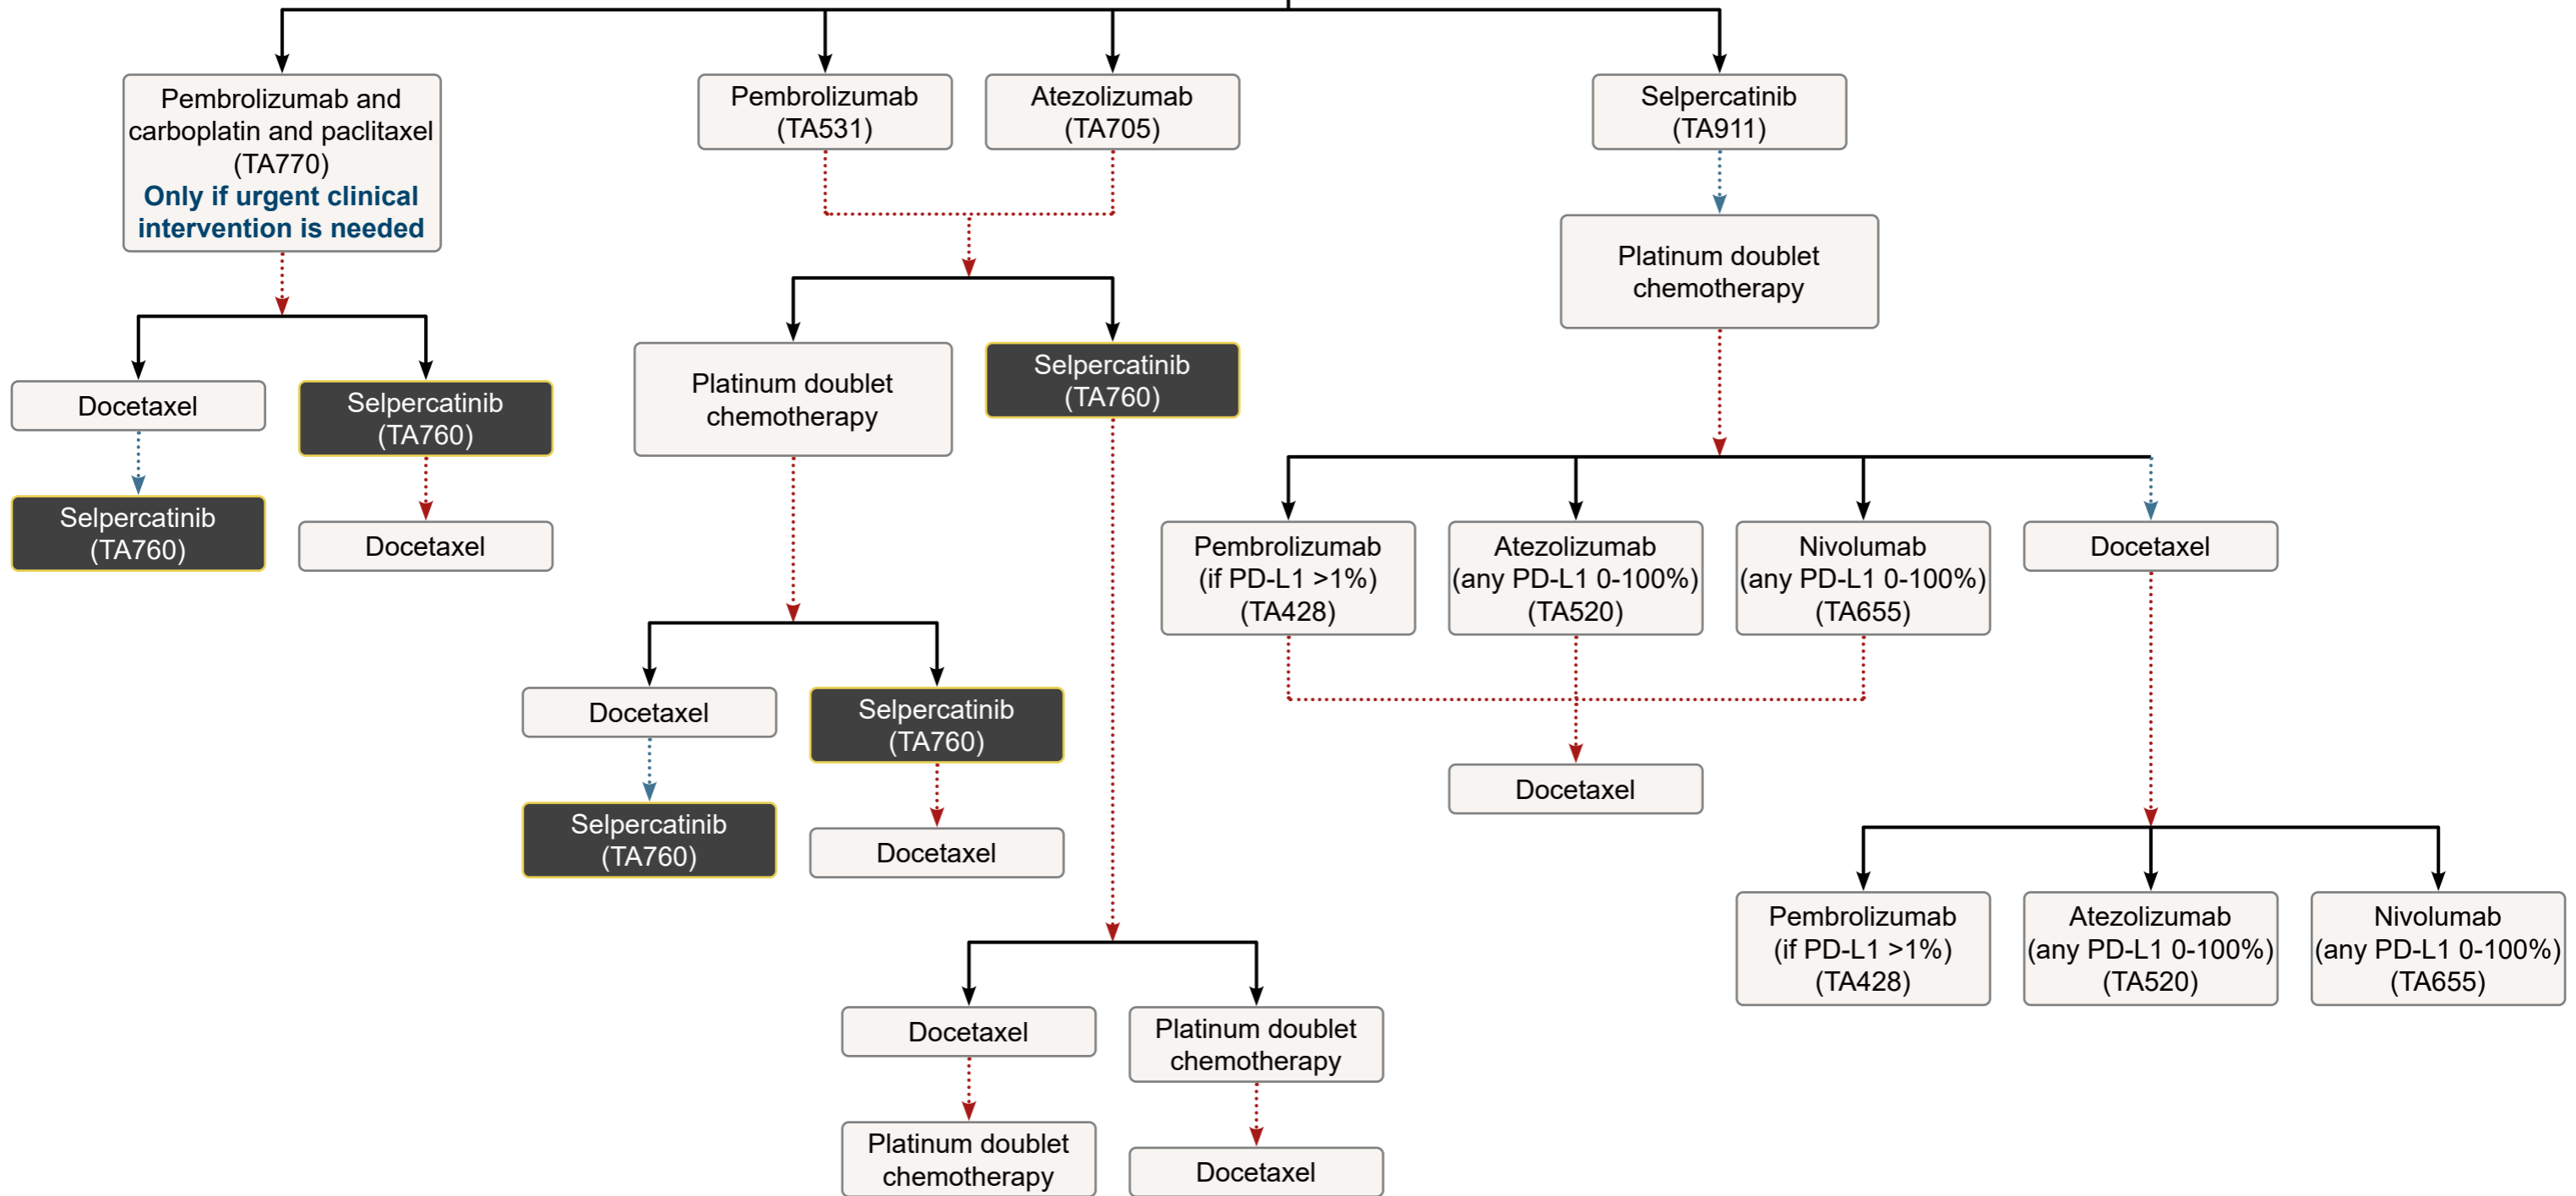 Pembrolizumab and
carboplatin and paclitaxel
(TA770)
Only if urgent clinical
intervention is needed
Pembrolizumab
(TA531)
Atezolizumab
(TA705)
Selpercatinib
(TA911)
Platinum doublet
chemotherapy
Docetaxel
Selpercatinib
(TA760)
Selpercatinib
(TA760)
Docetaxel
Platinum doublet
chemotherapy
Selpercatinib
(TA760)
Docetaxel
Selpercatinib
(TA760)
Selpercatinib
(TA760)
Docetaxel
Docetaxel
Platinum doublet
chemotherapy
Platinum doublet
chemotherapy
Docetaxel
Pembrolizumab
(if PD-L1 >1%)
(TA428)
Atezolizumab
(any PD-L1 0-100%)
(TA520)
Nivolumab
(any PD-L1 0-100%)
(TA655)
Docetaxel
Docetaxel
Pembrolizumab
(if PD-L1 >1%)
(TA428)
Atezolizumab
(any PD-L1 0-100%)
(TA520)
Nivolumab
(any PD-L1 0-100%)
(TA655)